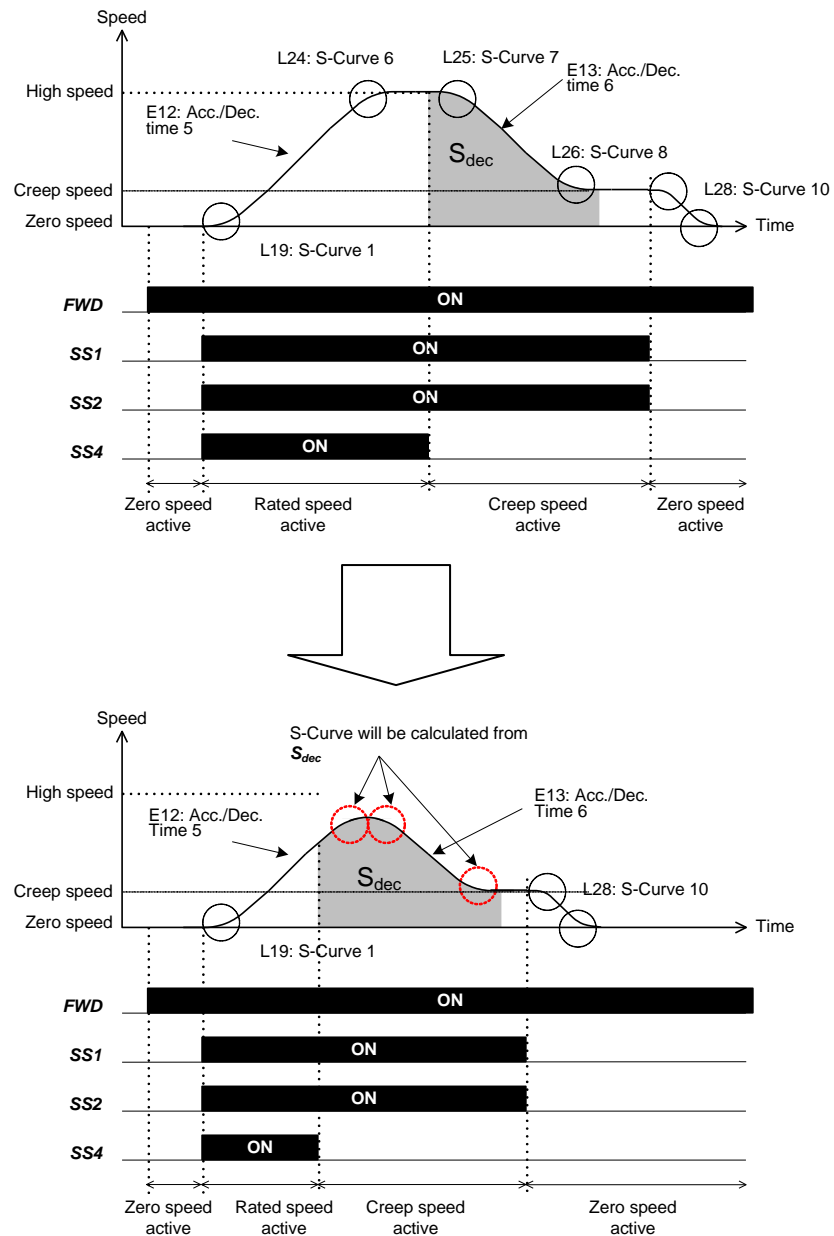 Speed
L24: S-Curve 6
L25: S-Curve 7
E13: Acc./Dec.
time 6
High speed
E12: Acc./Dec.
time 5
S_dec
L26: S-Curve 8
Creep speed
L28: S-Curve 10
Zero speed
Time
L19: S-Curve 1
FWD
ON
SS1
ON
SS2
ON
SS4
ON
Zero speed
active
Rated speed
active
Creep speed
active
Zero speed
active
Speed
S-Curve will be calculated from
S_dec
High speed
E12: Acc./Dec.
Time 5
E13: Acc./Dec.
Time 6
S_dec
Creep speed
L28: S-Curve 10
Zero speed
Time
L19: S-Curve 1
FWD
ON
SS1
ON
SS2
ON
SS4
ON
Zero speed
active
Rated speed
active
Creep speed
active
Zero speed
active